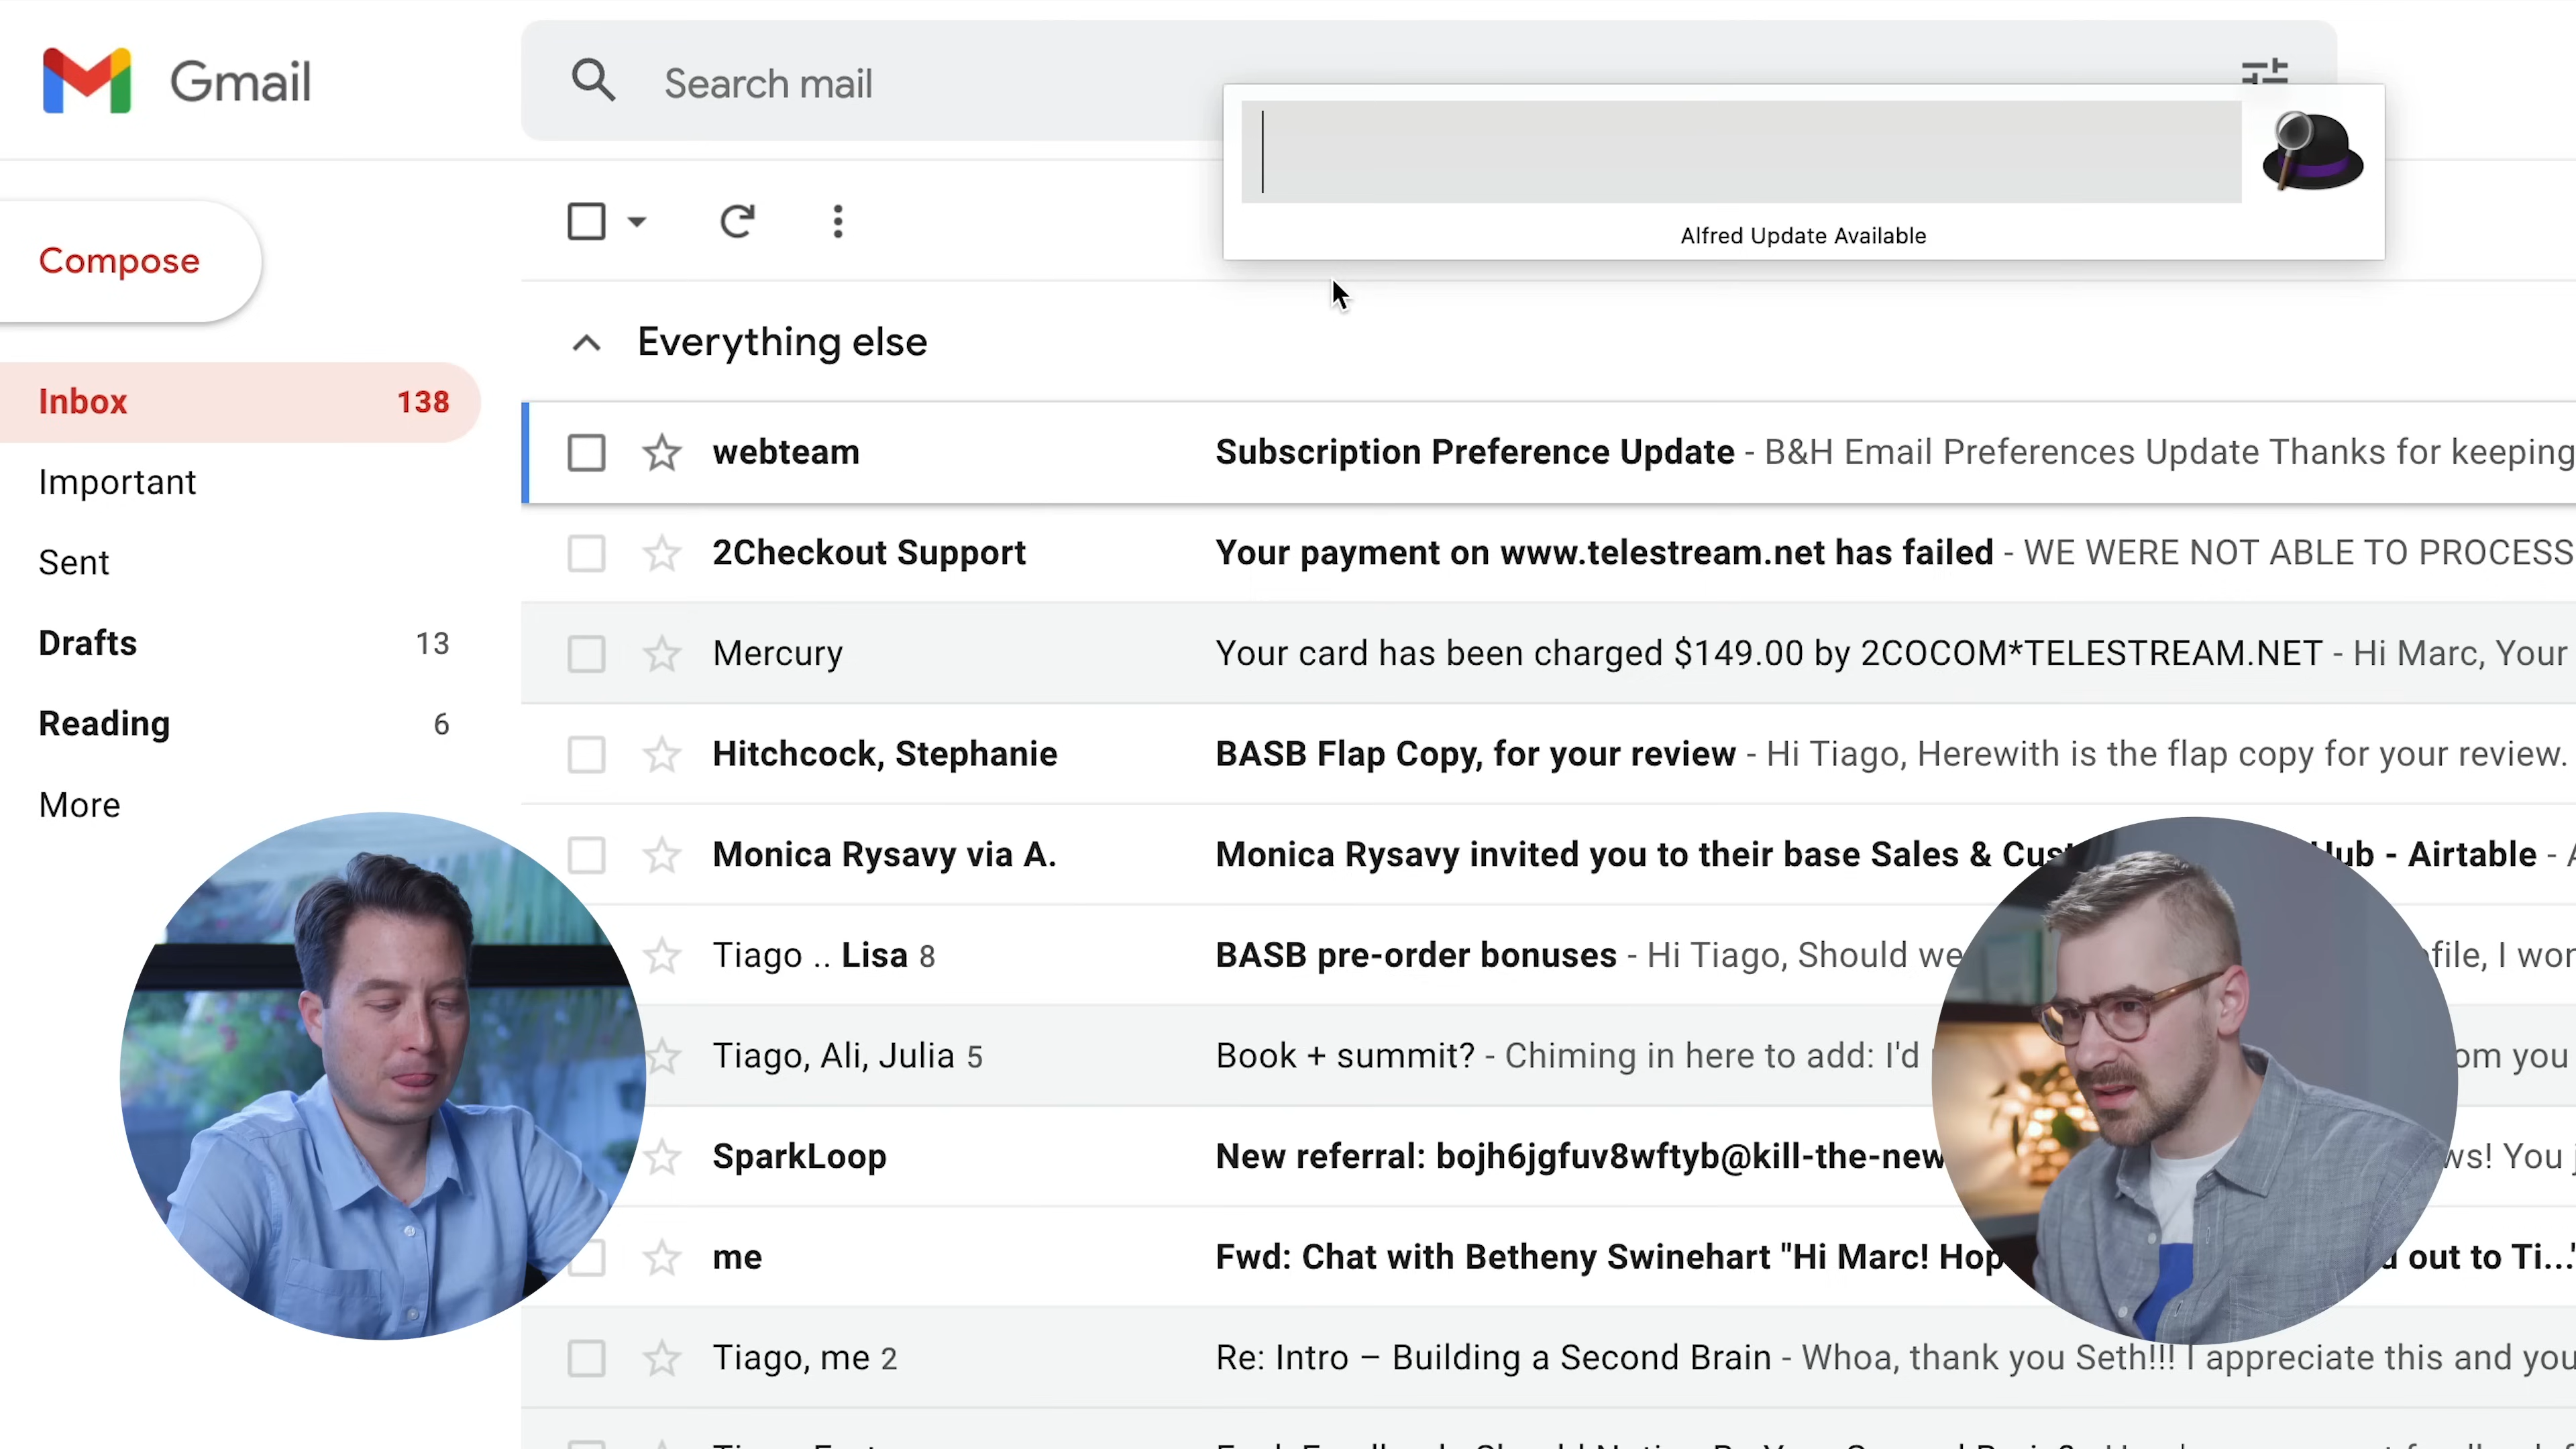 Gmail
Search mail
Alfred Update Available
Compose
Everything else
Inbox 138
Important
Sent
Drafts 13
Reading 6
More
webteam Subscription Preference Update - B&H Email Preferences Update Thanks for keeping
2Checkout Support Your payment on www.telestream.net has failed - WE WERE NOT ABLE TO PROCESS
Mercury Your card has been charged $149.00 by 2COCOM*TELESTREAM.NET - Hi Marc, Your
Hitchcock, Stephanie BASB Flap Copy, for your review - Hi Tiago, Herewith is the flap copy for your review.
Monica Rysavy via A. Monica Rysavy invited you to their base Sales & Hub - Airtable -
Tiago .. Lisa 8 BASB pre-order bonuses - Hi Tiago, Should we I
Tiago, Ali, Julia 5 Book + summit? - Chiming in here to add: I'd you
SparkLoop New referral: bojh6jgfuv8wftyb@kill-the-new You
me Fwd: Chat with Betheny Swinehart "Hi Marc! out to Ti..."
Tiago, me 2 Re: Intro – Building a Second Brain - Whoa, thank you Seth!!! I appreciate this and you